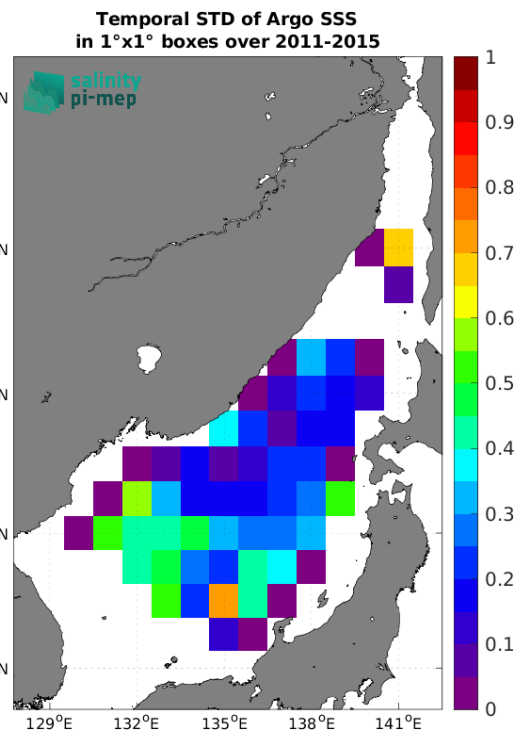 Temporal STD of Argo SSS
in 1°x1° boxes over 2011-2015
salinity
pi-mep
N
N
N
N
N
1
0.9
0.8
0.7
0.6
0.5
0.4
0.3
0.2
0.1
0
129°E 132°E 135°E 138°E 141°E